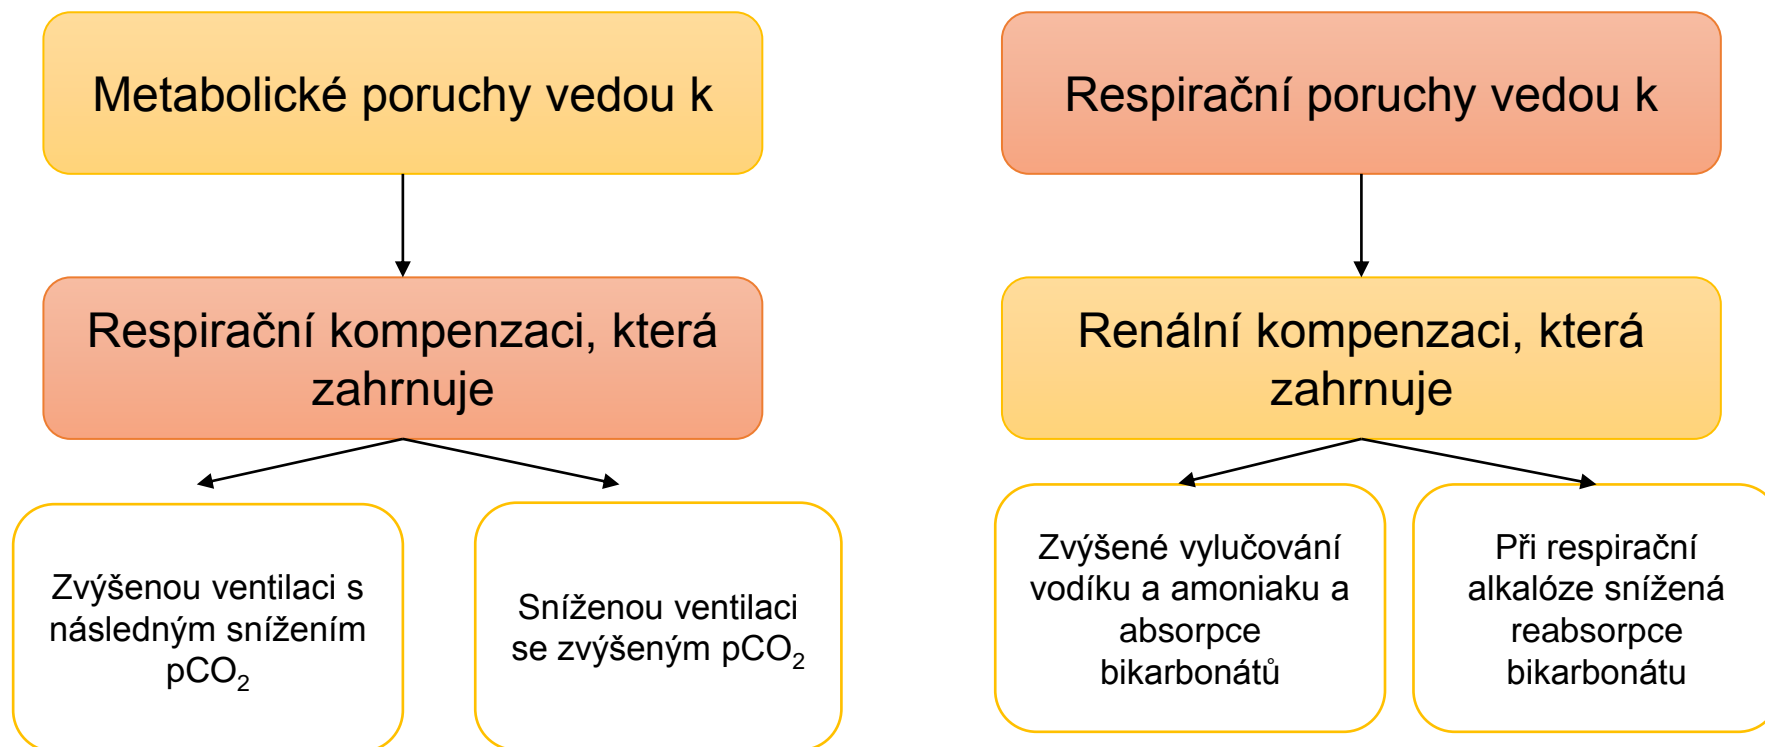 Metabolické poruchy vedou k
Respirační kompenzaci, která
zahrnuje
Zvýšenou ventilaci s
následným snížením
pCO₂
Sníženou ventilaci
se zvýšeným pCO₂
Respirační poruchy vedou k
Renální kompenzaci, která
zahrnuje
Zvýšené vylučování
vodíku a amoniaku a
absorpce
bikarbonátů
Při respirační
alkalóze snížená
reabsorpce
bikarbonátu